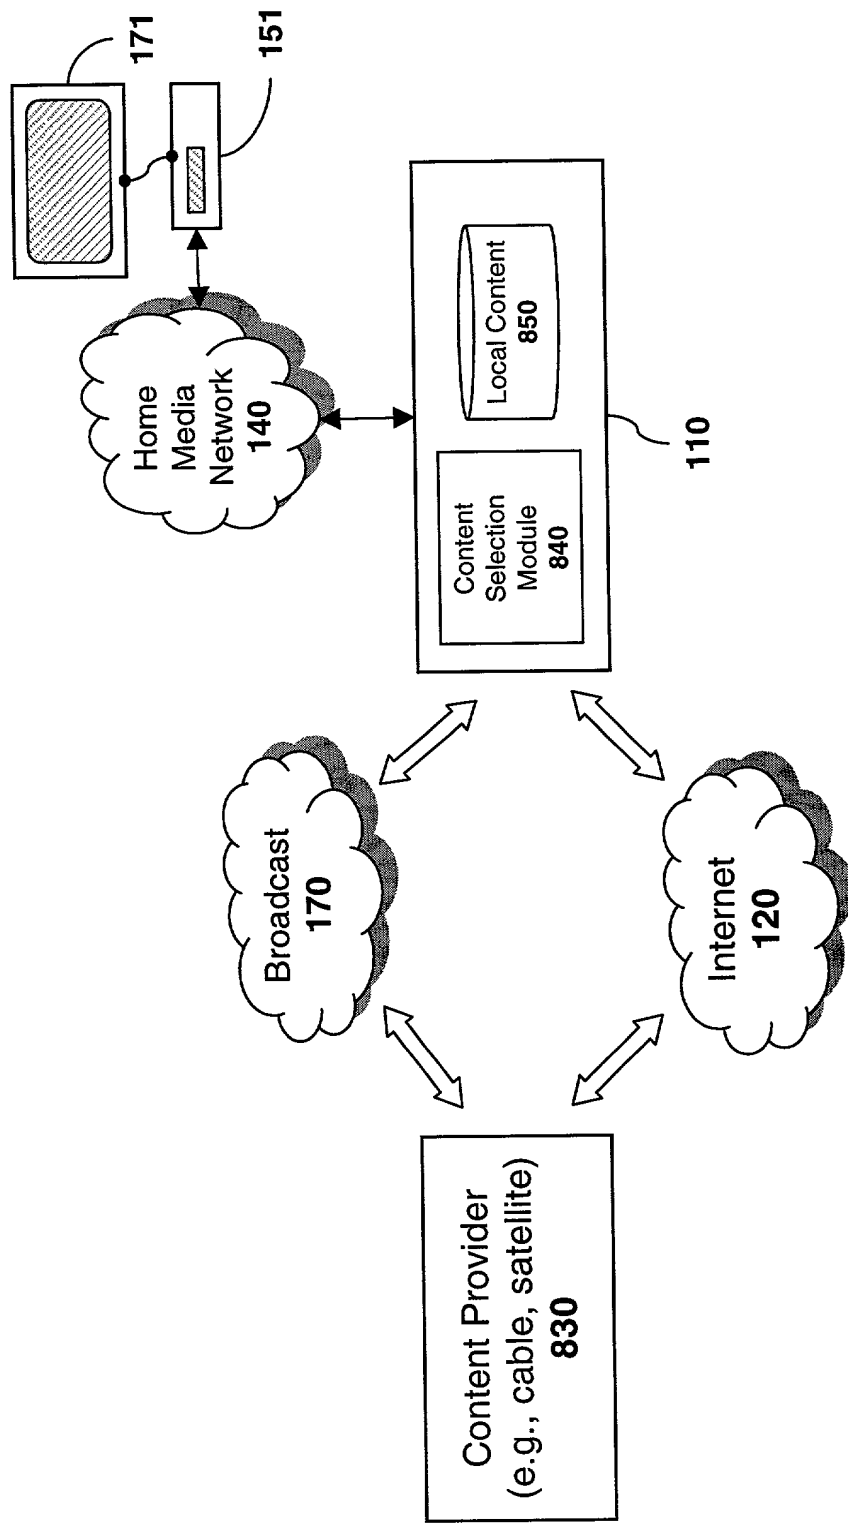 Content Provider
(e.g., cable, satellite)
830
Broadcast
170
Internet
120
Content
Selection
Module
840
Local Content
850
110
Home
Media
Network
140
171
151